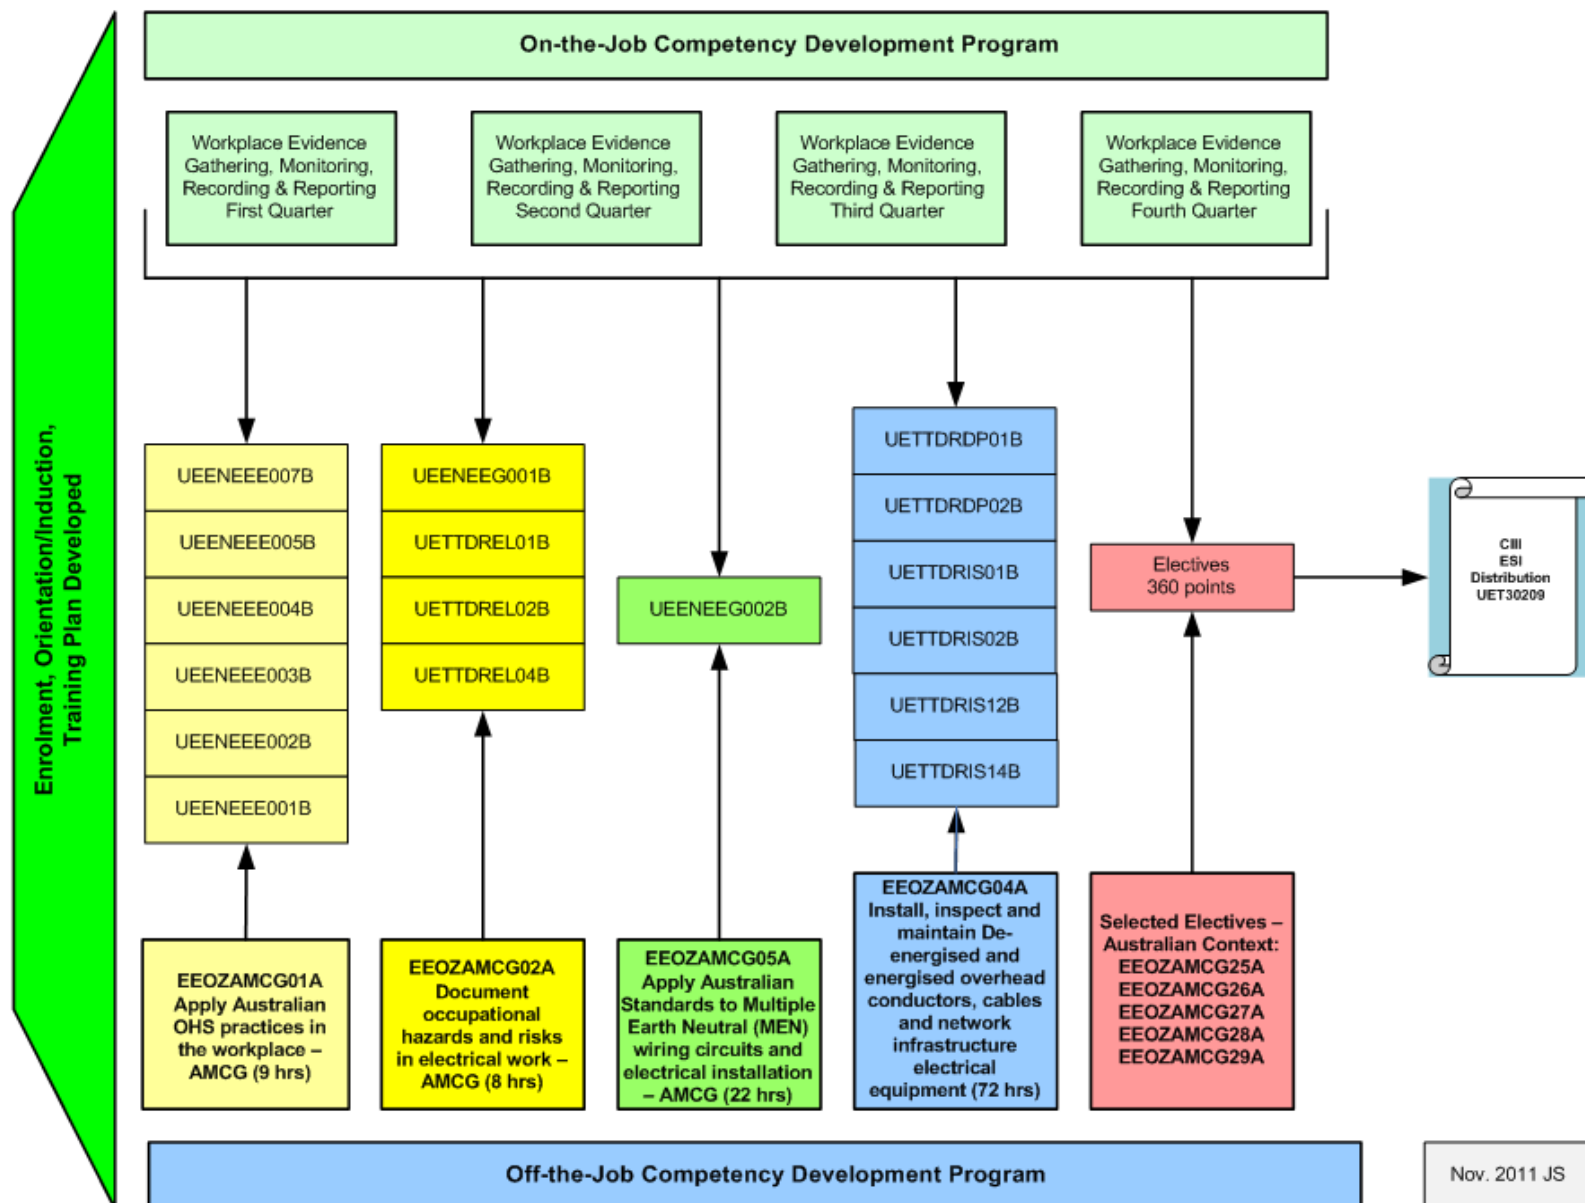 On-the-Job Competency Development Program
Workplace Evidence
Gathering, Monitoring,
Recording & Reporting
First Quarter
Workplace Evidence
Gathering, Monitoring,
Recording & Reporting
Second Quarter
Workplace Evidence
Gathering, Monitoring,
Recording & Reporting
Third Quarter
Workplace Evidence
Gathering, Monitoring,
Recording & Reporting
Fourth Quarter
Enrolment, Orientation/Induction,
Training Plan Developed
UEENEEE007B
UEENEEE005B
UEENEEE004B
UEENEEE003B
UEENEEE002B
UEENEEE001B
UEENEEG001B
UETTDREL01B
UETTDREL02B
UETTDREL04B
UEENEEG002B
UETTDRDP01B
UETTDRDP02B
UETTDRIS01B
UETTDRIS02B
UETTDRIS12B
UETTDRIS14B
Electives
360 points
CIII
ESI
Distribution
UET30209
EEOZAMCG01A
Apply Australian
OHS practices in
the workplace –
AMCG (9 hrs)
EEOZAMCG02A
Document
occupational
hazards and risks
in electrical work –
AMCG (8 hrs)
EEOZAMCG05A
Apply Australian
Standards to Multiple
Earth Neutral (MEN)
wiring circuits and
electrical installation
– AMCG (22 hrs)
EEOZAMCG04A
Install, inspect and
maintain De-
energised and
energised overhead
conductors, cables
and network
infrastructure
electrical
equipment (72 hrs)
Selected Electives –
Australian Context:
EEOZAMCG25A
EEOZAMCG26A
EEOZAMCG27A
EEOZAMCG28A
EEOZAMCG29A
Off-the-Job Competency Development Program
Nov. 2011 JS